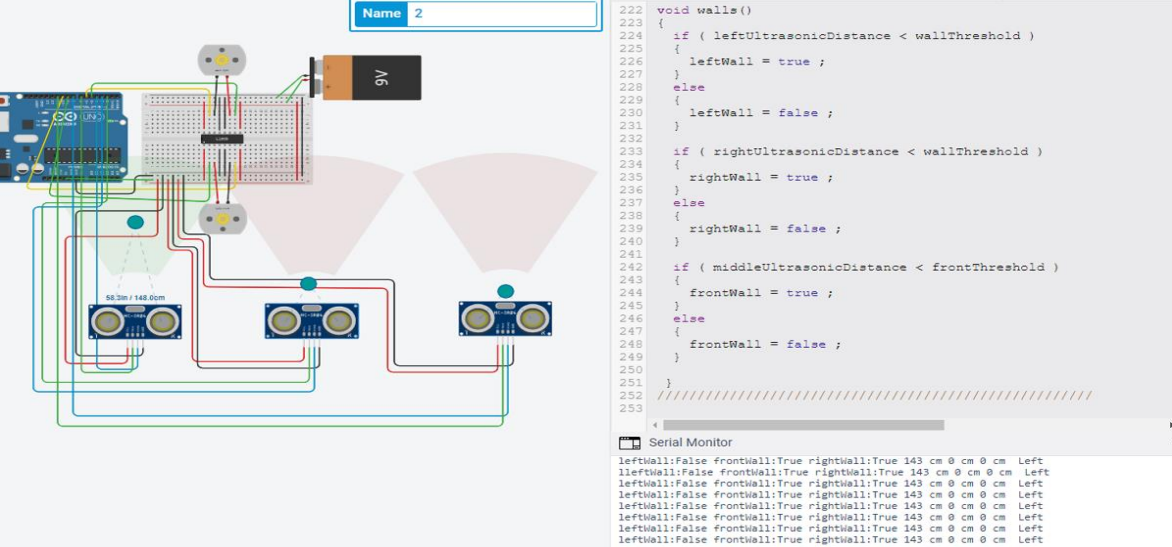 Name 2
9V
UNO
58.3in / 148.0cm
HC-SR04
HC-SR04
HC-SR04
222 void walls()
223 {
224 if ( leftUltrasonicDistance < wallThreshold )
225 {
226 leftWall = true ;
227 }
228 else
229 {
230 leftWall = false ;
231 }
232
233 if ( rightUltrasonicDistance < wallThreshold )
234 {
235 rightWall = true ;
236 }
237 else
238 {
239 rightWall = false ;
240 }
241
242 if ( middleUltrasonicDistance < frontThreshold )
243 {
244 frontWall = true ;
245 }
246 else
247 {
248 frontWall = false ;
249 }
250
251 }
252 //////////////////////////////////////////////////////
253
Serial Monitor
leftWall:False frontWall:True rightWall:True 143 cm 0 cm 0 cm Left
lleftWall:False frontWall:True rightWall:True 143 cm 0 cm 0 cm Left
leftWall:False frontWall:True rightWall:True 143 cm 0 cm 0 cm Left
leftWall:False frontWall:True rightWall:True 143 cm 0 cm 0 cm Left
leftWall:False frontWall:True rightWall:True 143 cm 0 cm 0 cm Left
leftWall:False frontWall:True rightWall:True 143 cm 0 cm 0 cm Left
leftWall:False frontWall:True rightWall:True 143 cm 0 cm 0 cm Left
leftWall:False frontWall:True rightWall:True 143 cm 0 cm 0 cm Left